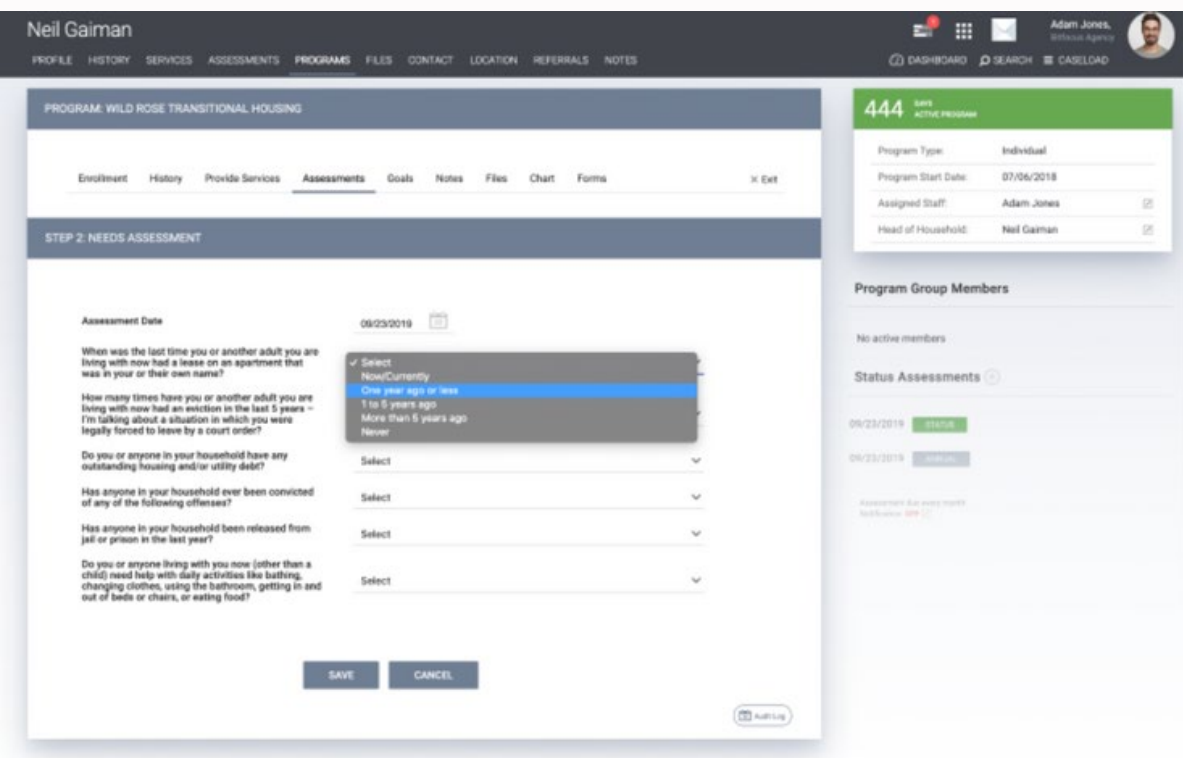 Neil Gaiman
Adam Jones,
Bitfocus Agency
PROFILE HISTORY SERVICES ASSESSMENTS PROGRAMS FILES CONTACT LOCATION REFERRALS NOTES
DASHBOARD SEARCH CASELOAD
PROGRAM: WILD ROSE TRANSITIONAL HOUSING
Enrollment History Provide Services Assessments Goals Notes Files Chart Forms × Exit
STEP 2: NEEDS ASSESSMENT
Assessment Date 09/23/2019
When was the last time you or another adult you are
living with now had a lease on an apartment that
was in your or their own name?
✓ Select
Now/Currently
One year ago or less
1 to 5 years ago
More than 5 years ago
Never
How many times have you or another adult you are
living with now had an eviction in the last 5 years –
I'm talking about a situation in which you were
legally forced to leave by a court order?
Do you or anyone in your household have any
outstanding housing and/or utility debt?
Select
Has anyone in your household ever been convicted
of any of the following offenses?
Select
Has anyone in your household been released from
jail or prison in the last year?
Select
Do you or anyone living with you now (other than a
child) need help with daily activities like bathing,
changing clothes, using the bathroom, getting in and
out of beds or chairs, or eating food?
Select
SAVE CANCEL
Audit Log
444 DAYS
ACTIVE PROGRAM
Program Type: Individual
Program Start Date: 07/06/2018
Assigned Staff: Adam Jones
Head of Household: Neil Gaiman
Program Group Members
No active members
Status Assessments
09/23/2019 STATUS
09/23/2019 ANNUAL
Assessment due every month
Notification: OFF